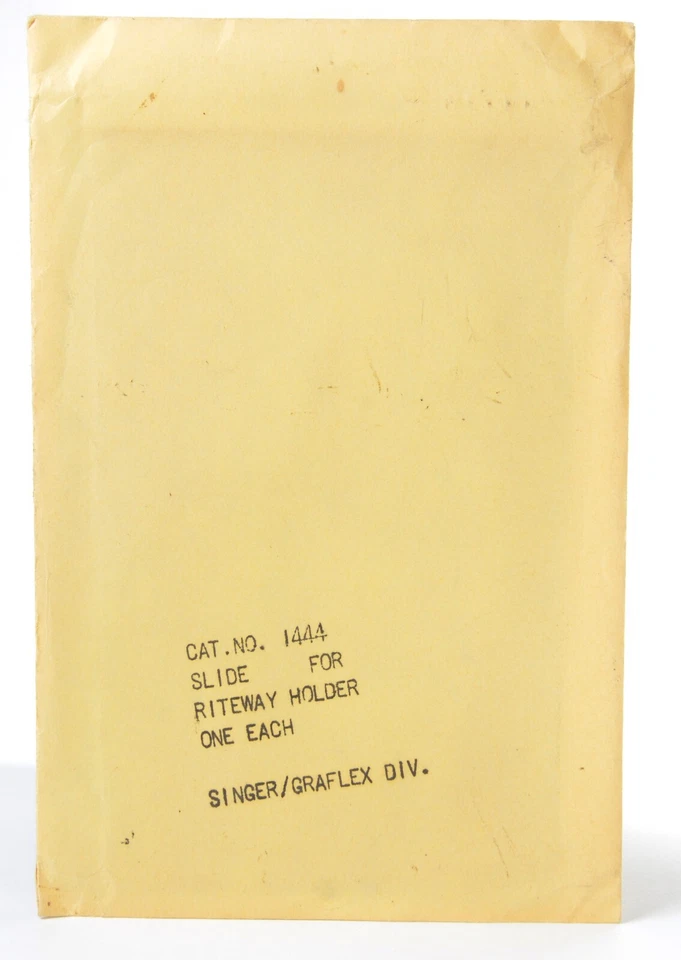 CAT.NO. 1444
SLIDE FOR
RITEWAY HOLDER
ONE EACH
SINGER/GRAFLEX DIV.